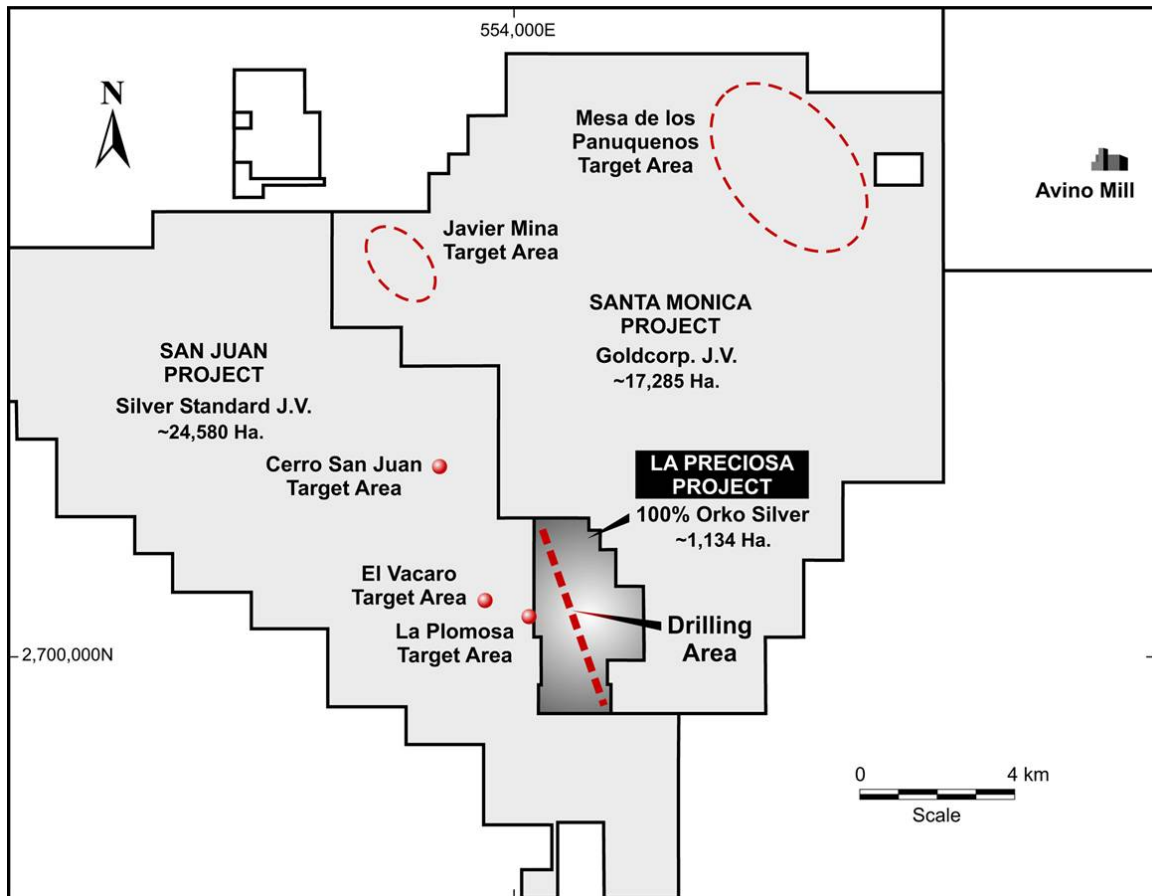 554,000E
N
Mesa de los
Panuquenos
Target Area
Avino Mill
Javier Mina
Target Area
SANTA MONICA
PROJECT
Goldcorp. J.V.
~17,285 Ha.
SAN JUAN
PROJECT
Silver Standard J.V.
~24,580 Ha.
Cerro San Juan
Target Area
LA PRECIOSA
PROJECT
100% Orko Silver
~1,134 Ha.
El Vacaro
Target Area
La Plomosa
Target Area
Drilling
Area
2,700,000N
0 4 km
Scale